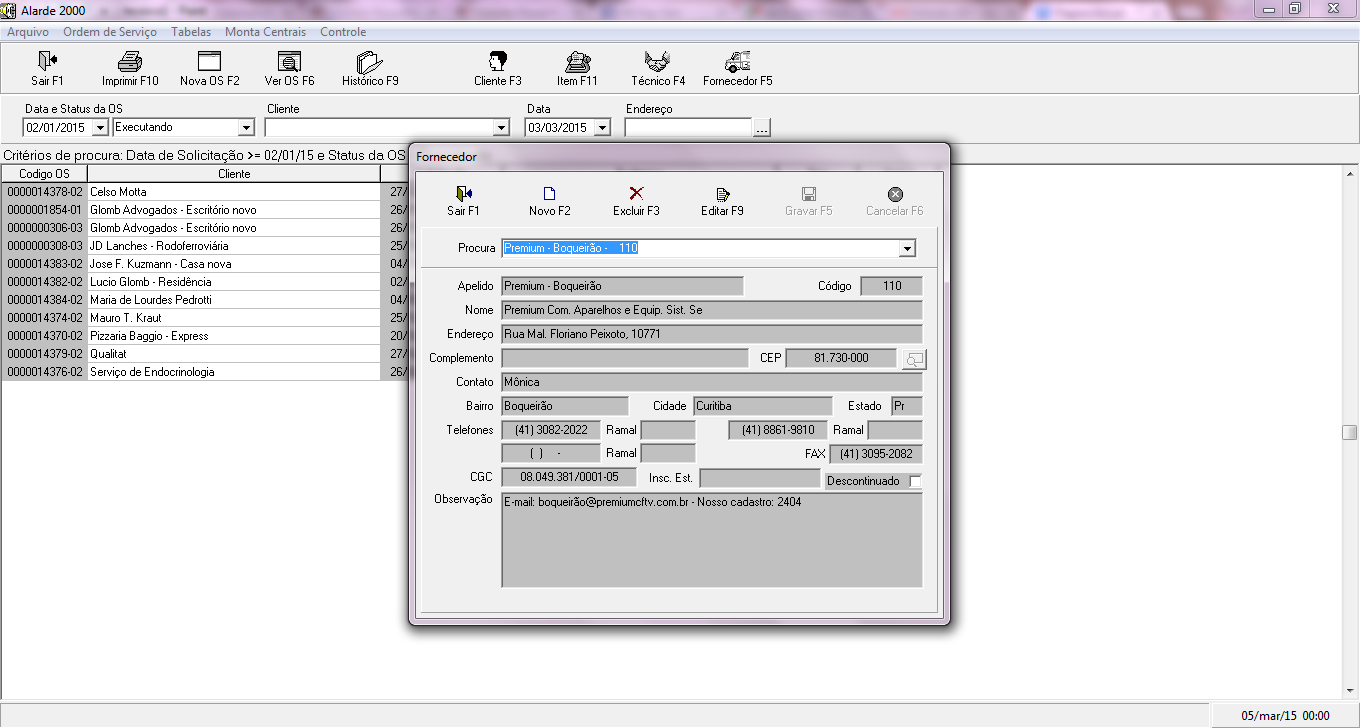 Alarde 2000
Arquivo Ordem de Serviço Tabelas Monta Centrais Controle
Sair F1 Imprimir F10 Nova OS F2 Ver OS F6 Histórico F9 Cliente F3 Item F11 Técnico F4 Fornecedor F5
Data e Status da OS Cliente Data Endereço
02/01/2015 Executando 03/03/2015 ...
Critérios de procura: Data de Solicitação >= 02/01/15 e Status da OS
Codigo OS Cliente
0000014378-02 Celso Motta 27/
0000001854-01 Glomb Advogados - Escritório novo 26/
0000000306-03 Glomb Advogados - Escritório novo 26/
0000000308-03 JD Lanches - Rodoferroviária 25/
0000014383-02 Jose F. Kuzmann - Casa nova 04/
0000014382-02 Lucio Glomb - Residência 02/
0000014384-02 Maria de Lourdes Pedrotti 04/
0000014374-02 Mauro T. Kraut 25/
0000014370-02 Pizzaria Baggio - Express 20/
0000014379-02 Qualitat 27/
0000014376-02 Serviço de Endocrinologia 26/
Fornecedor
Sair F1 Novo F2 Excluir F3 Editar F9 Gravar F5 Cancelar F6
Procura Premium - Boqueirão - 110
Apelido Premium - Boqueirão Código 110
Nome Premium Com. Aparelhos e Equip. Sist. Se
Endereço Rua Mal. Floriano Peixoto, 10771
Complemento CEP 81.730-000
Contato Mônica
Bairro Boqueirão Cidade Curitiba Estado Pr
Telefones (41) 3082-2022 Ramal (41) 8861-9810 Ramal
( ) - Ramal FAX (41) 3095-2082
CGC 08.049.381/0001-05 Insc. Est. Descontinuado
Observação E-mail: boqueirão@premiumcftv.com.br - Nosso cadastro: 2404
05/mar/15 00:00